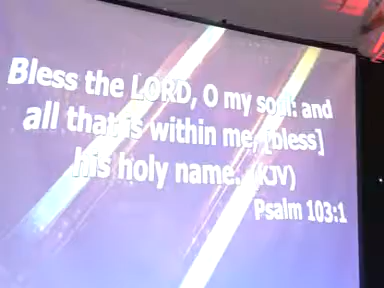 Bless the LORD, O my soul: and
all that is within me, [bless]
his holy name. (KJV)
Psalm 103:1